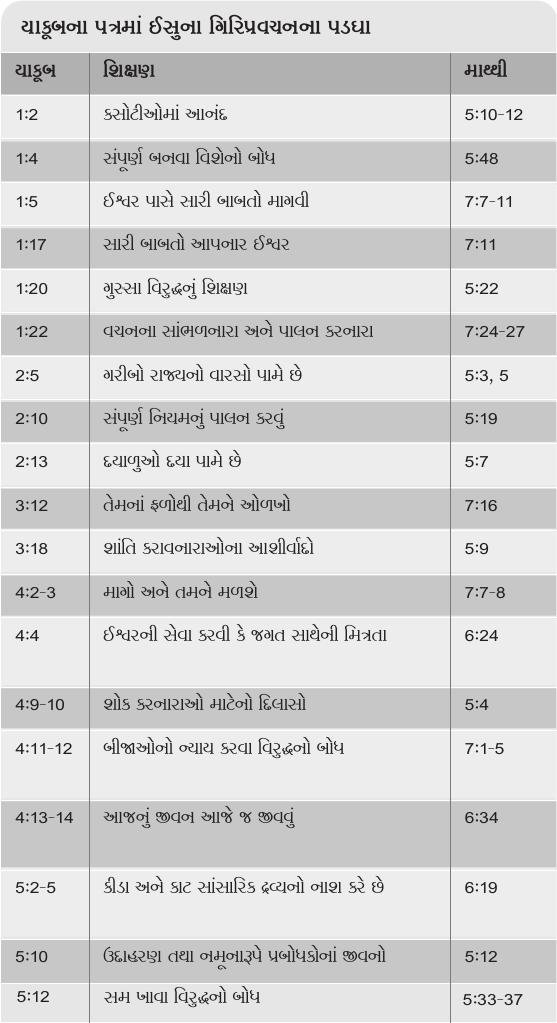 યાકૂબના પત્રમાં ઈસુના ગિરિપ્રવચનના પડઘા
યાકૂબ શિક્ષણ માથ્થી
1:2 કસોટીઓમાં આનંદ 5:10-12
1:4 સંપૂર્ણ બનવા વિશેનો બોધ 5:48
1:5 ઈશ્વર પાસે સારી બાબતો માગવી 7:7-11
1:17 સારી બાબતો આપનાર ઈશ્વર 7:11
1:20 ગુસ્સા વિરુદ્ધનું શિક્ષણ 5:22
1:22 વચનના સાંભળનારા અને પાલન કરનારા 7:24-27
2:5 ગરીબો રાજ્યનો વારસો પામે છે 5:3, 5
2:10 સંપૂર્ણ નિયમનું પાલન કરવું 5:19
2:13 દયાળુઓ દયા પામે છે 5:7
3:12 તેમનાં ફળોથી તેમને ઓળખો 7:16
3:18 શાંતિ કરાવનારાઓના આશીર્વાદો 5:9
4:2-3 માગો અને તમને મળશે 7:7-8
4:4 ઈશ્વરની સેવા કરવી કે જગત સાથેની મિત્રતા 6:24
4:9-10 શોક કરનારાઓ માટેનો દિલાસો 5:4
4:11-12 બીજાઓનો ન્યાય કરવા વિરુદ્ધનો બોધ 7:1-5
4:13-14 આજનું જીવન આજે જ જીવવું 6:34
5:2-5 કીડા અને કાટ સાંસારિક દ્રવ્યનો નાશ કરે છે 6:19
5:10 ઉદાહરણ તથા નમૂનારૂપે પ્રબોધકોનાં જીવનો 5:12
5:12 સમ ખાવા વિરુદ્ધનો બોધ 5:33-37